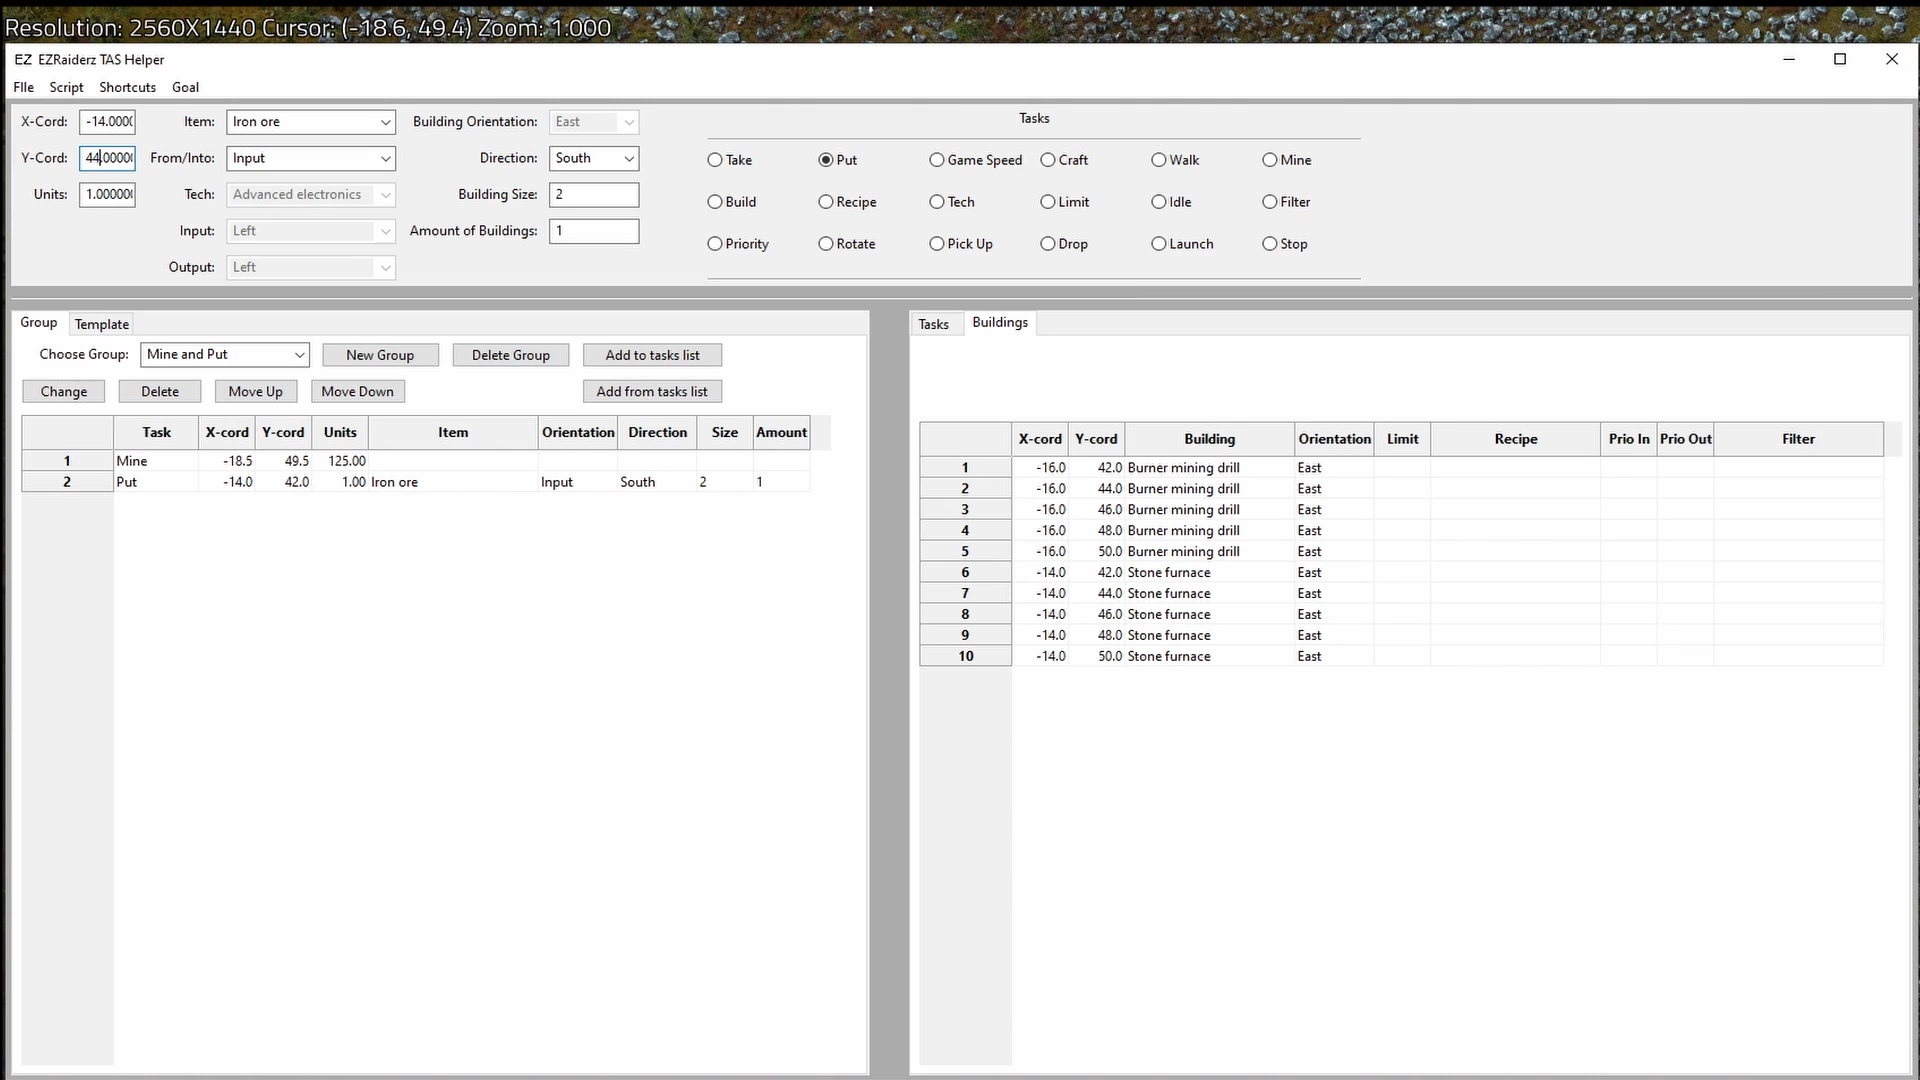 Resolution: 2560X1440 Cursor: (-18.6, 49.4) Zoom: 1.000
EZ EZRaiderz TAS Helper
FIle Script Shortcuts Goal
X-Cord: -14.0000 Item: Iron ore Building Orientation: East Tasks
Y-Cord: 44.00000 From/Into: Input Direction: South Take Put Game Speed Craft Walk Mine
Units: 1.000000 Tech: Advanced electronics Building Size: 2 Build Recipe Tech Limit Idle Filter
Input: Left Amount of Buildings: 1 Priority Rotate Pick Up Drop Launch Stop
Output: Left
Group Template
Choose Group: Mine and Put New Group Delete Group Add to tasks list
Change Delete Move Up Move Down Add from tasks list
Task X-cord Y-cord Units Item Orientation Direction Size Amount
1 Mine -18.5 49.5 125.00
2 Put -14.0 42.0 1.00 Iron ore Input South 2 1
Tasks Buildings
X-cord Y-cord Building Orientation Limit Recipe Prio In Prio Out Filter
1 -16.0 42.0 Burner mining drill East
2 -16.0 44.0 Burner mining drill East
3 -16.0 46.0 Burner mining drill East
4 -16.0 48.0 Burner mining drill East
5 -16.0 50.0 Burner mining drill East
6 -14.0 42.0 Stone furnace East
7 -14.0 44.0 Stone furnace East
8 -14.0 46.0 Stone furnace East
9 -14.0 48.0 Stone furnace East
10 -14.0 50.0 Stone furnace East